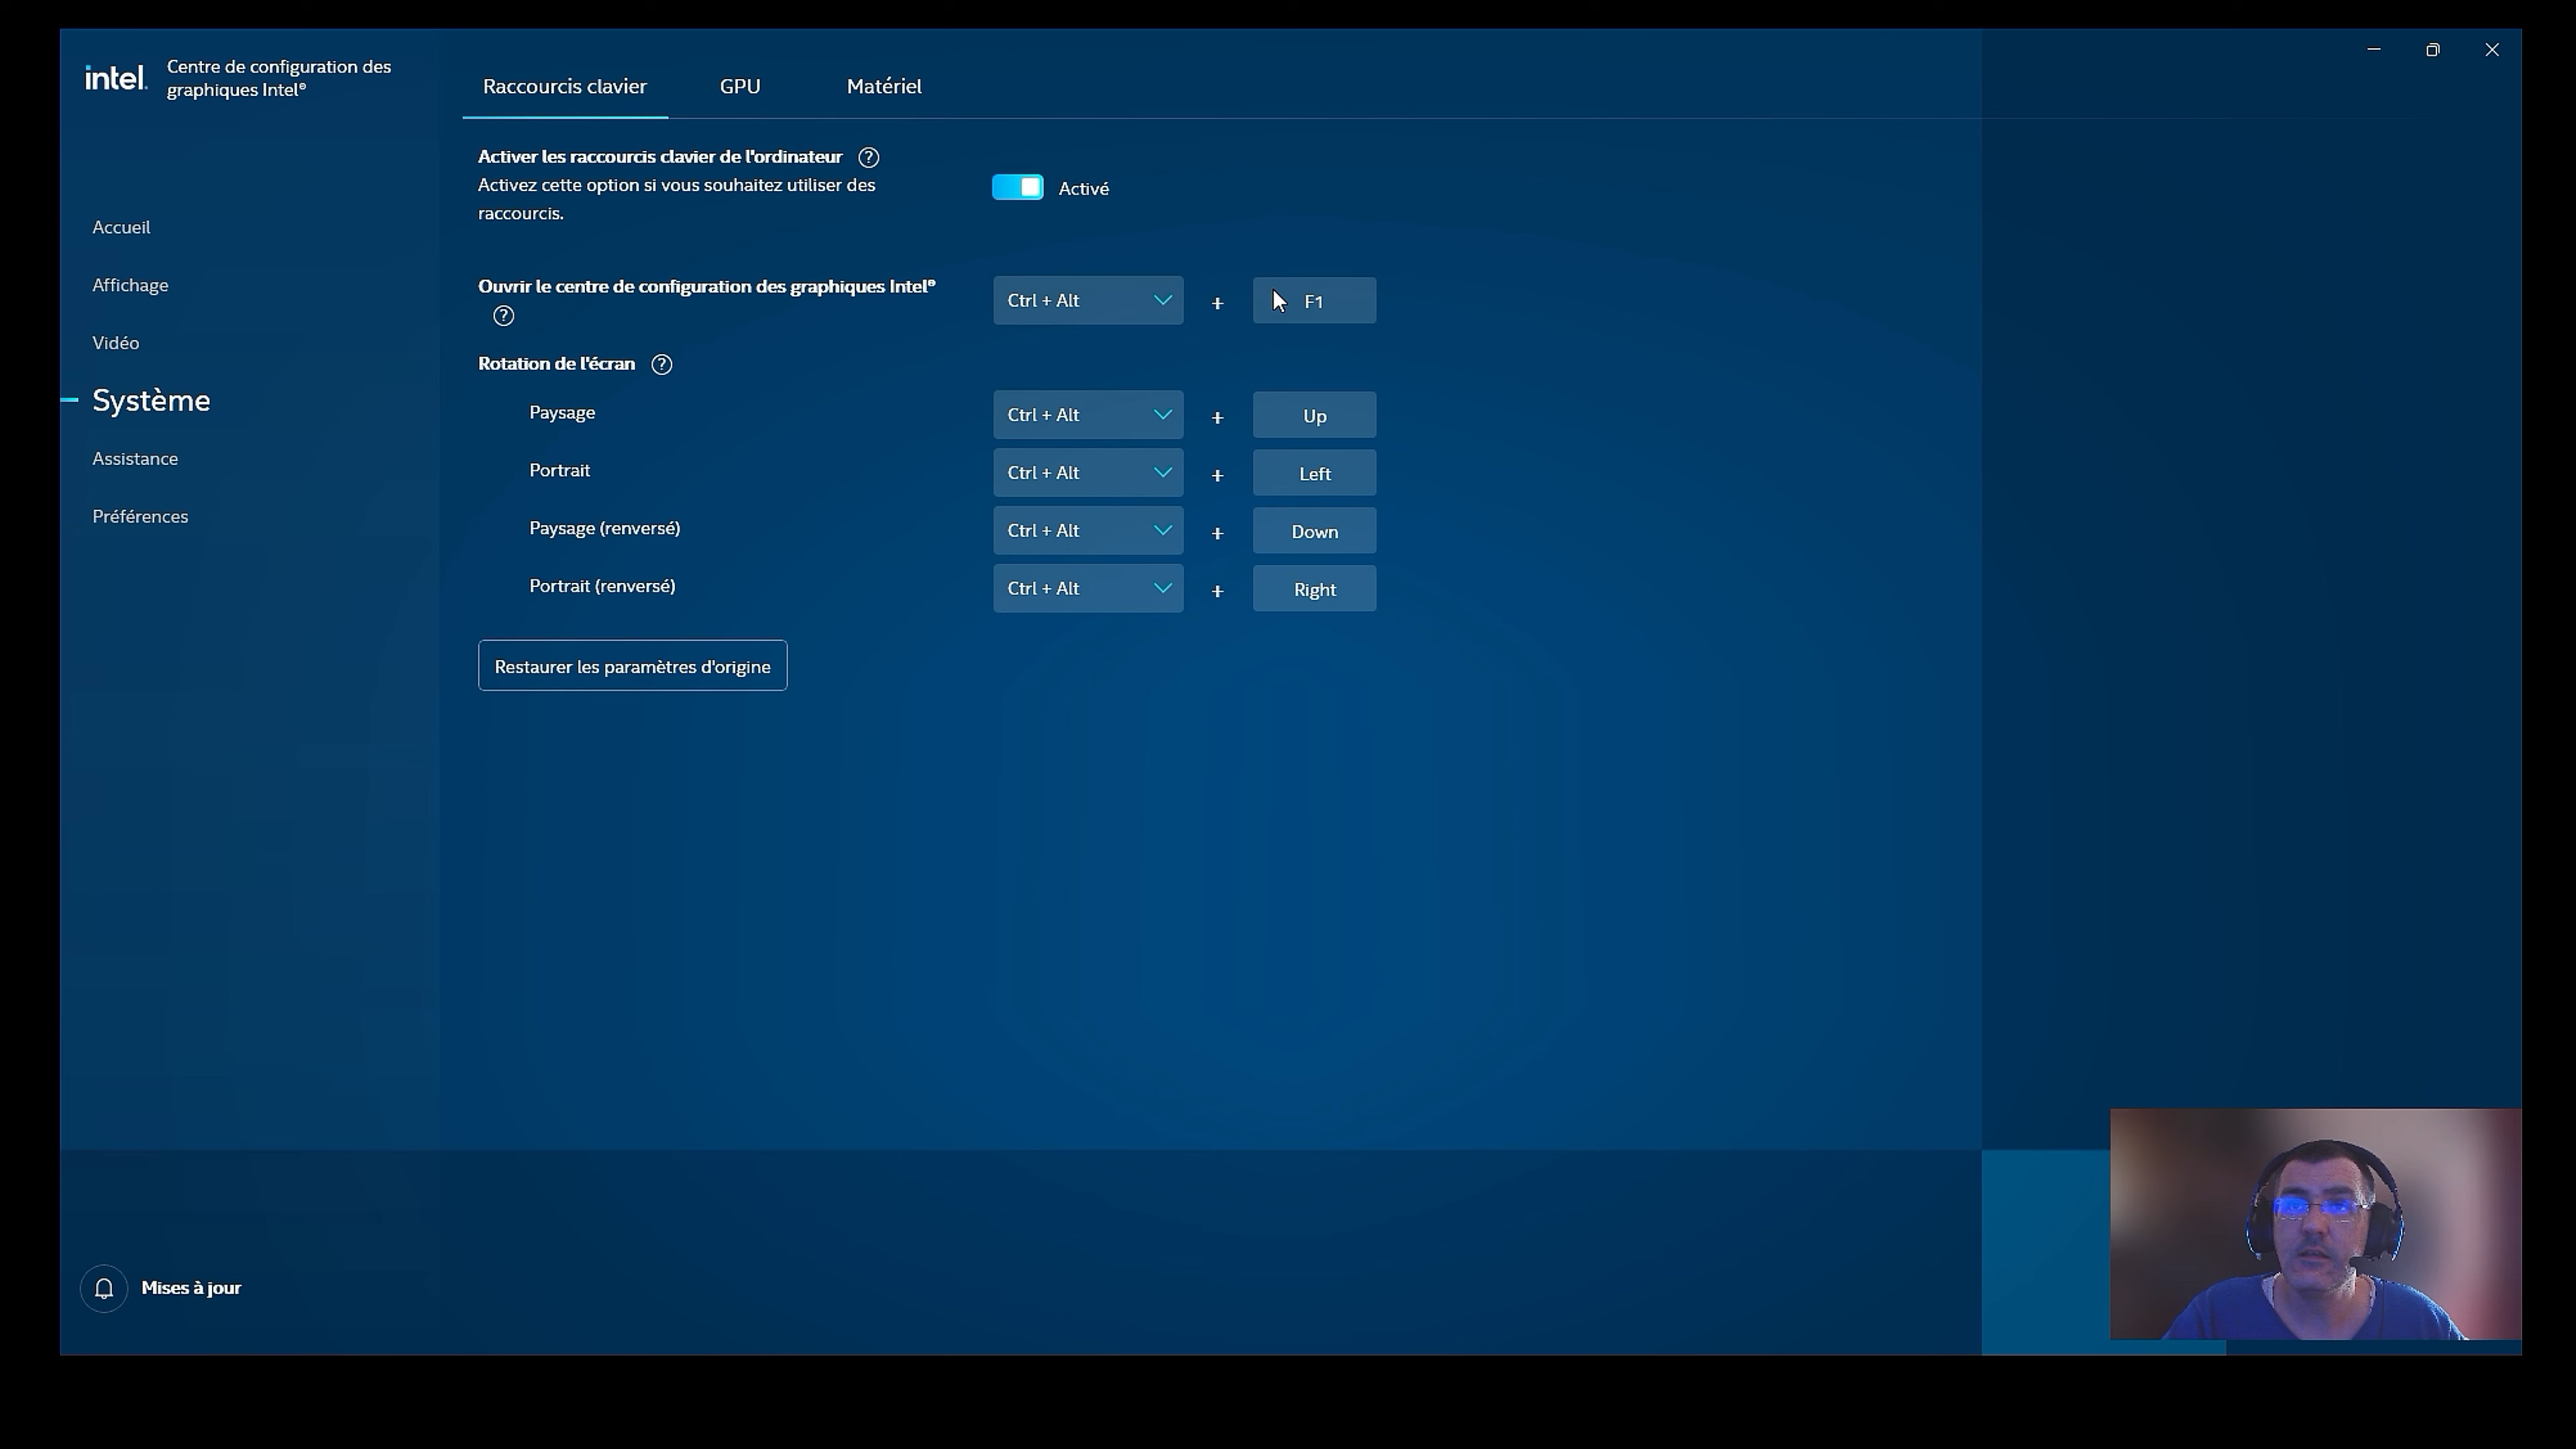 intel.
Centre de configuration des
graphiques Intel®
Raccourcis clavier
GPU
Matériel
Activer les raccourcis clavier de l'ordinateur ?
Activez cette option si vous souhaitez utiliser des
raccourcis.
Activé
Accueil
Affichage
Vidéo
Système
Assistance
Préférences
Ouvrir le centre de configuration des graphiques Intel®
?
Ctrl + Alt + F1
Rotation de l'écran ?
Paysage Ctrl + Alt + Up
Portrait Ctrl + Alt + Left
Paysage (renversé) Ctrl + Alt + Down
Portrait (renversé) Ctrl + Alt + Right
Restaurer les paramètres d'origine
Mises à jour